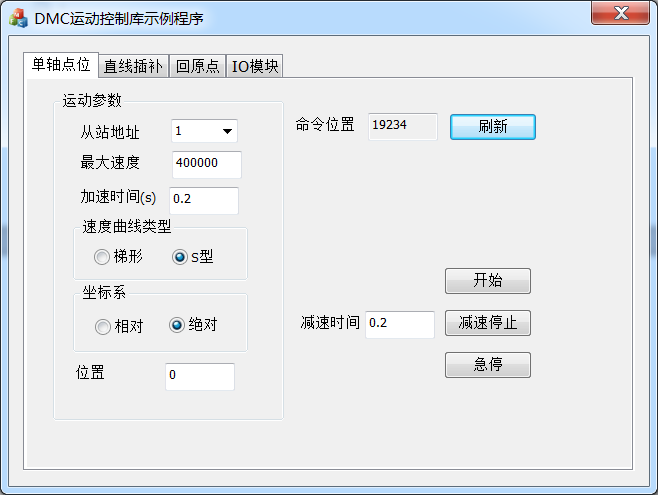 DMC运动控制库示例程序
单轴点位 直线插补 回原点 IO模块
运动参数
从站地址 1
最大速度 400000
加速时间(s) 0.2
速度曲线类型
梯形 S型
坐标系
相对 绝对
位置 0
命令位置 19234 刷新
开始
减速时间 0.2 减速停止
急停